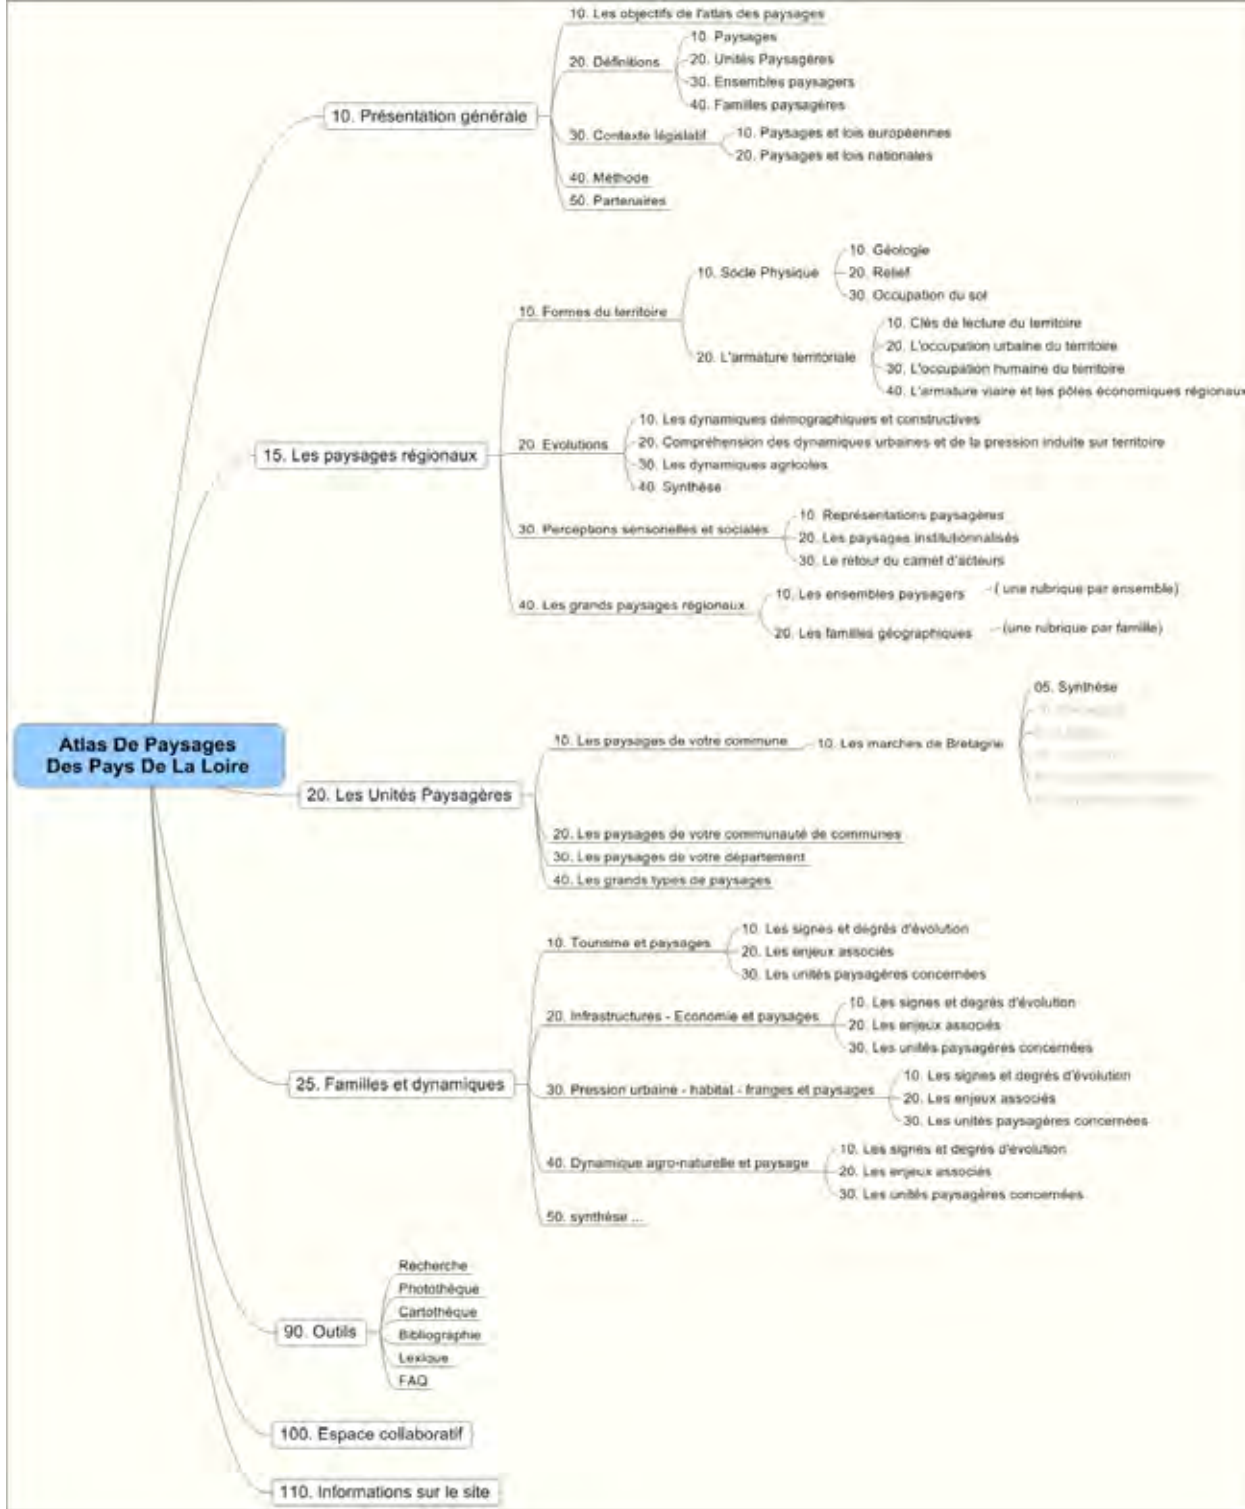 10. Les objectifs de l'atlas des paysages
10. Paysages
20. Définitions
20. Unités Paysagères
30. Ensembles paysagers
40. Familles paysagères
10. Présentation générale
30. Contexte législatif
10. Paysages et lois européennes
20. Paysages et lois nationales
40. Méthode
50. Partenaires
10. Géologie
10. Socle Physique
20. Relief
30. Occupation du sol
10. Formes du territoire
10. Clés de lecture du territoire
20. L'occupation urbaine du territoire
20. L'armature territoriale
30. L'occupation humaine du territoire
40. L'armature viaire et les pôles économiques régionaux
10. Les dynamiques démographiques et constructives
20. Evolutions
20. Compréhension des dynamiques urbaines et de la pression induite sur territoire
15. Les paysages régionaux
30. Les dynamiques agricoles
40. Synthèse
10. Représentations paysagères
30. Perceptions sensorielles et sociales
20. Les paysages institutionnalisés
30. Le retour du carnet d'acteurs
10. Les ensembles paysagers
( une rubrique par ensemble)
40. Les grands paysages régionaux
20. Les familles géographiques
(une rubrique par famille)
05. Synthèse
Atlas De Paysages
Des Pays De La Loire
10. Les paysages de votre commune
10. Les marches de Bretagne
20. Les Unités Paysagères
20. Les paysages de votre communauté de communes
30. Les paysages de votre département
40. Les grands types de paysages
10. Tourisme et paysages
10. Les signes et degrés d'évolution
20. Les enjeux associés
30. Les unités paysagères concernées
20. Infrastructures - Economie et paysages
10. Les signes et degrés d'évolution
20. Les enjeux associés
30. Les unités paysagères concernées
25. Familles et dynamiques
30. Pression urbaine - habitat - franges et paysages
10. Les signes et degrés d'évolution
20. Les enjeux associés
30. Les unités paysagères concernées
40. Dynamique agro-naturelle et paysage
10. Les signes et degrés d'évolution
20. Les enjeux associés
30. Les unités paysagères concernées
50. synthèse ...
90. Outils
Recherche
Photothèque
Cartothèque
Bibliographie
Lexique
FAQ
100. Espace collaboratif
110. Informations sur le site